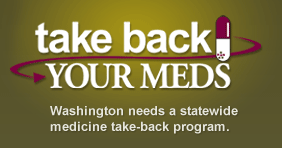 take back
YOUR MEDS
Washington needs a statewide
medicine take-back program.